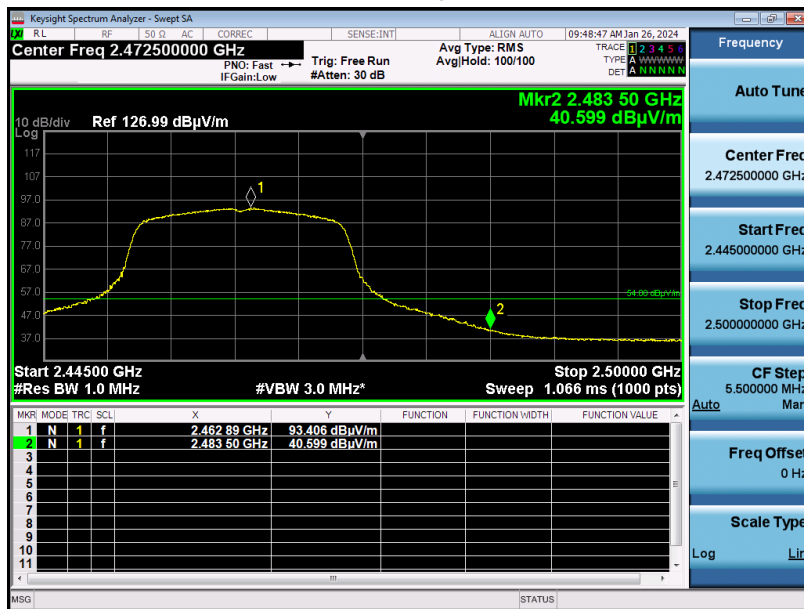 Keysight Spectrum Analyzer - Swept SA
LXI RL RF 50 Ω AC CORREC SENSE:INT ALIGN AUTO 09:48:47 AM Jan 26, 2024
Center Freq 2.472500000 GHz
PNO: Fast
IFGain:Low
Trig: Free Run
#Atten: 30 dB
Avg Type: RMS
Avg|Hold: 100/100
TRACE 1 2 3 4 5 6
TYPE A WWWWW
DET A N N N N N
Mkr2 2.483 50 GHz
40.599 dBµV/m
10 dB/div Ref 126.99 dBµV/m
Log
117
107
97.0
87.0
77.0
67.0
57.0
47.0
37.0
1
2
54.00 dBµV/m
Start 2.44500 GHz Stop 2.50000 GHz
#Res BW 1.0 MHz #VBW 3.0 MHz* Sweep 1.066 ms (1000 pts)
MKR MODE TRC SCL X Y FUNCTION FUNCTION WIDTH FUNCTION VALUE
1 N 1 f 2.462 89 GHz 93.406 dBµV/m
2 N 1 f 2.483 50 GHz 40.599 dBµV/m
3
4
5
6
7
8
9
10
11
MSG STATUS
Frequency
Auto Tune
Center Freq
2.472500000 GHz
Start Freq
2.445000000 GHz
Stop Freq
2.500000000 GHz
CF Step
5.500000 MHz
Auto Man
Freq Offset
0 Hz
Scale Type
Log Lin